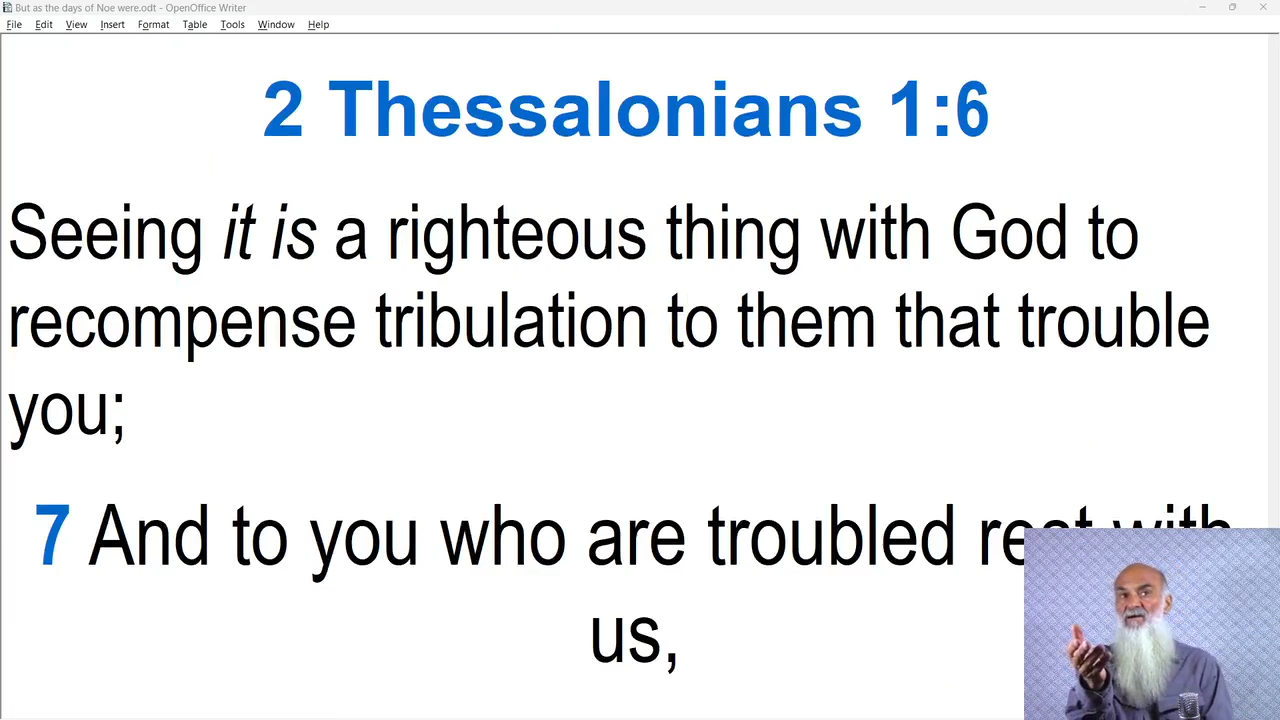 But as the days of Noe were.odt - OpenOffice Writer
File Edit View Insert Format Table Tools Window Help
2 Thessalonians 1:6
Seeing it is a righteous thing with God to
recompense tribulation to them that trouble
you;
7 And to you who are troubled rest with
us,